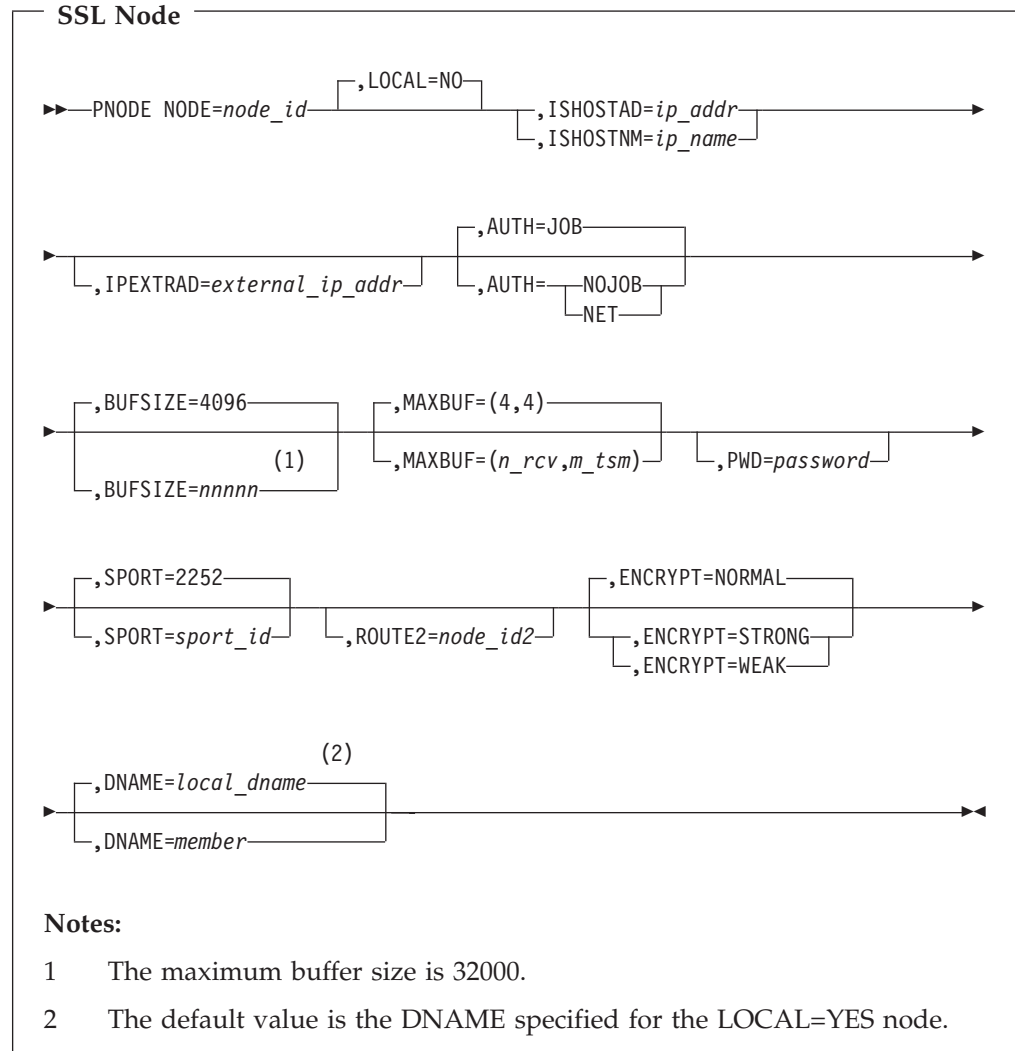 SSL Node
,LOCAL=NO
PNODE NODE=node_id ,ISHOSTAD=ip_addr
,ISHOSTNM=ip_name
,AUTH=JOB
,IPEXTRAD=external_ip_addr ,AUTH= NOJOB
NET
,BUFSIZE=4096 ,MAXBUF=(4,4)
(1) ,MAXBUF=(n_rcv,m_tsm) ,PWD=password
,BUFSIZE=nnnnn
,SPORT=2252 ,ENCRYPT=NORMAL
,SPORT=sport_id ,ROUTE2=node_id2 ,ENCRYPT=STRONG
,ENCRYPT=WEAK
(2)
,DNAME=local_dname
,DNAME=member
Notes:
1 The maximum buffer size is 32000.
2 The default value is the DNAME specified for the LOCAL=YES node.